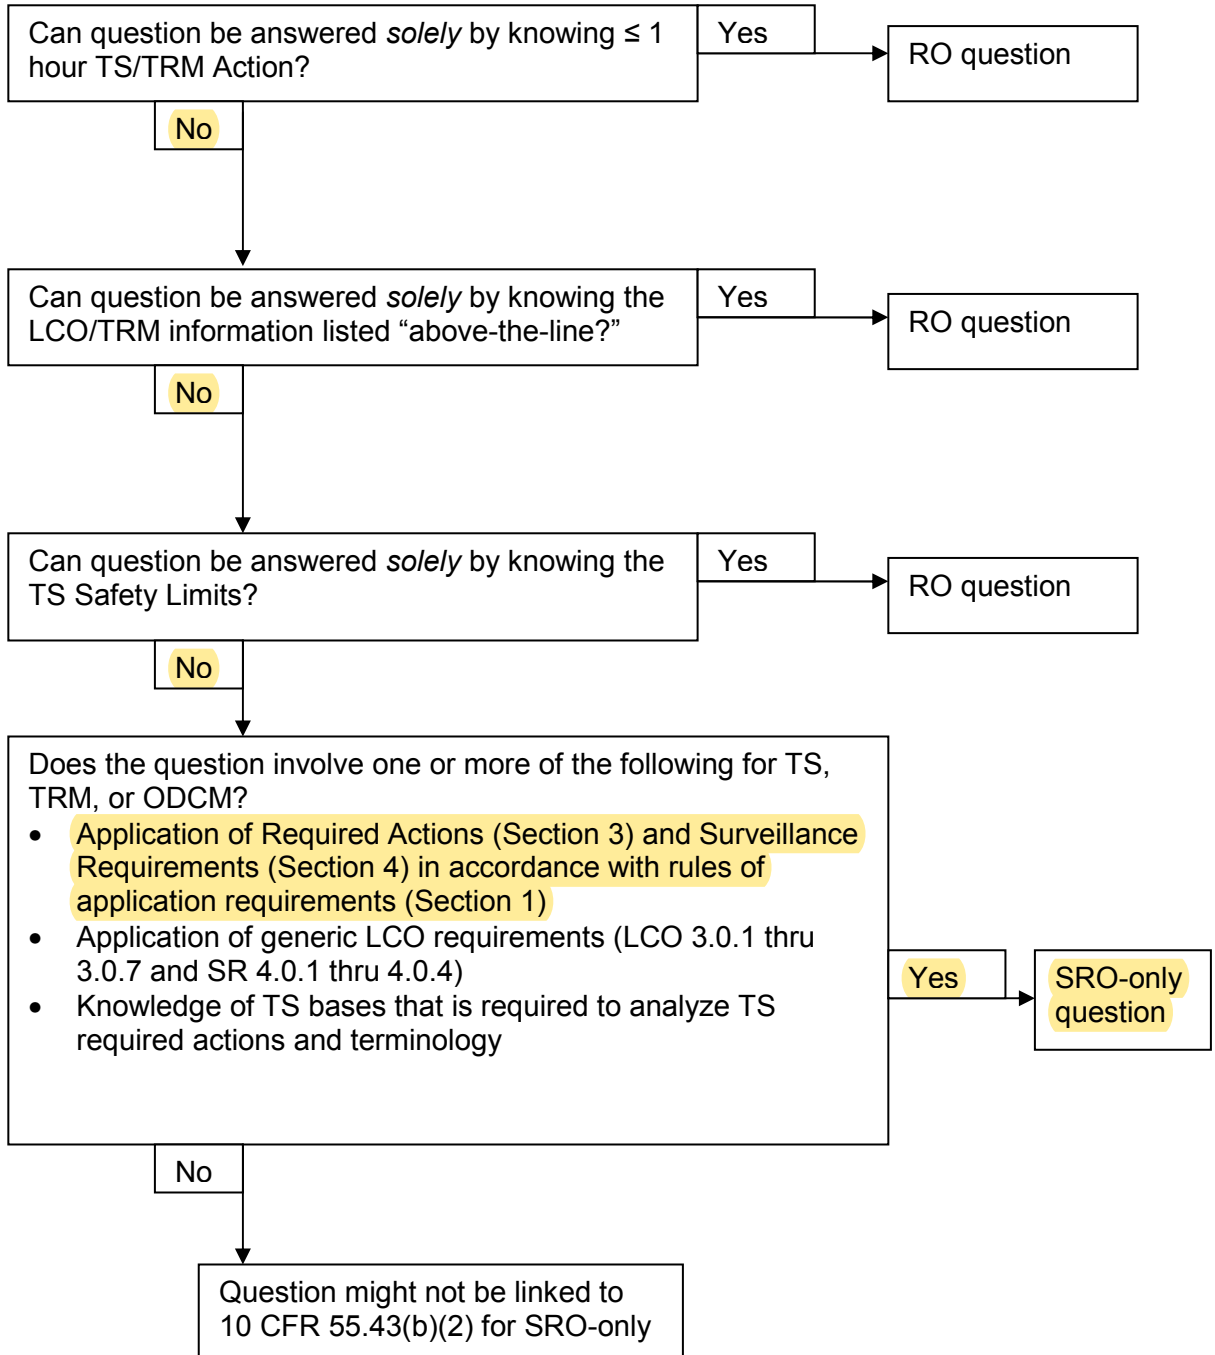 Can question be answered solely by knowing ≤ 1
hour TS/TRM Action?
Yes
RO question
No
Can question be answered solely by knowing the
LCO/TRM information listed “above-the-line?”
Yes
RO question
No
Can question be answered solely by knowing the
TS Safety Limits?
Yes
RO question
No
Does the question involve one or more of the following for TS,
TRM, or ODCM?
• Application of Required Actions (Section 3) and Surveillance
Requirements (Section 4) in accordance with rules of
application requirements (Section 1)
• Application of generic LCO requirements (LCO 3.0.1 thru
3.0.7 and SR 4.0.1 thru 4.0.4)
• Knowledge of TS bases that is required to analyze TS
required actions and terminology
Yes
SRO-only
question
No
Question might not be linked to
10 CFR 55.43(b)(2) for SRO-only